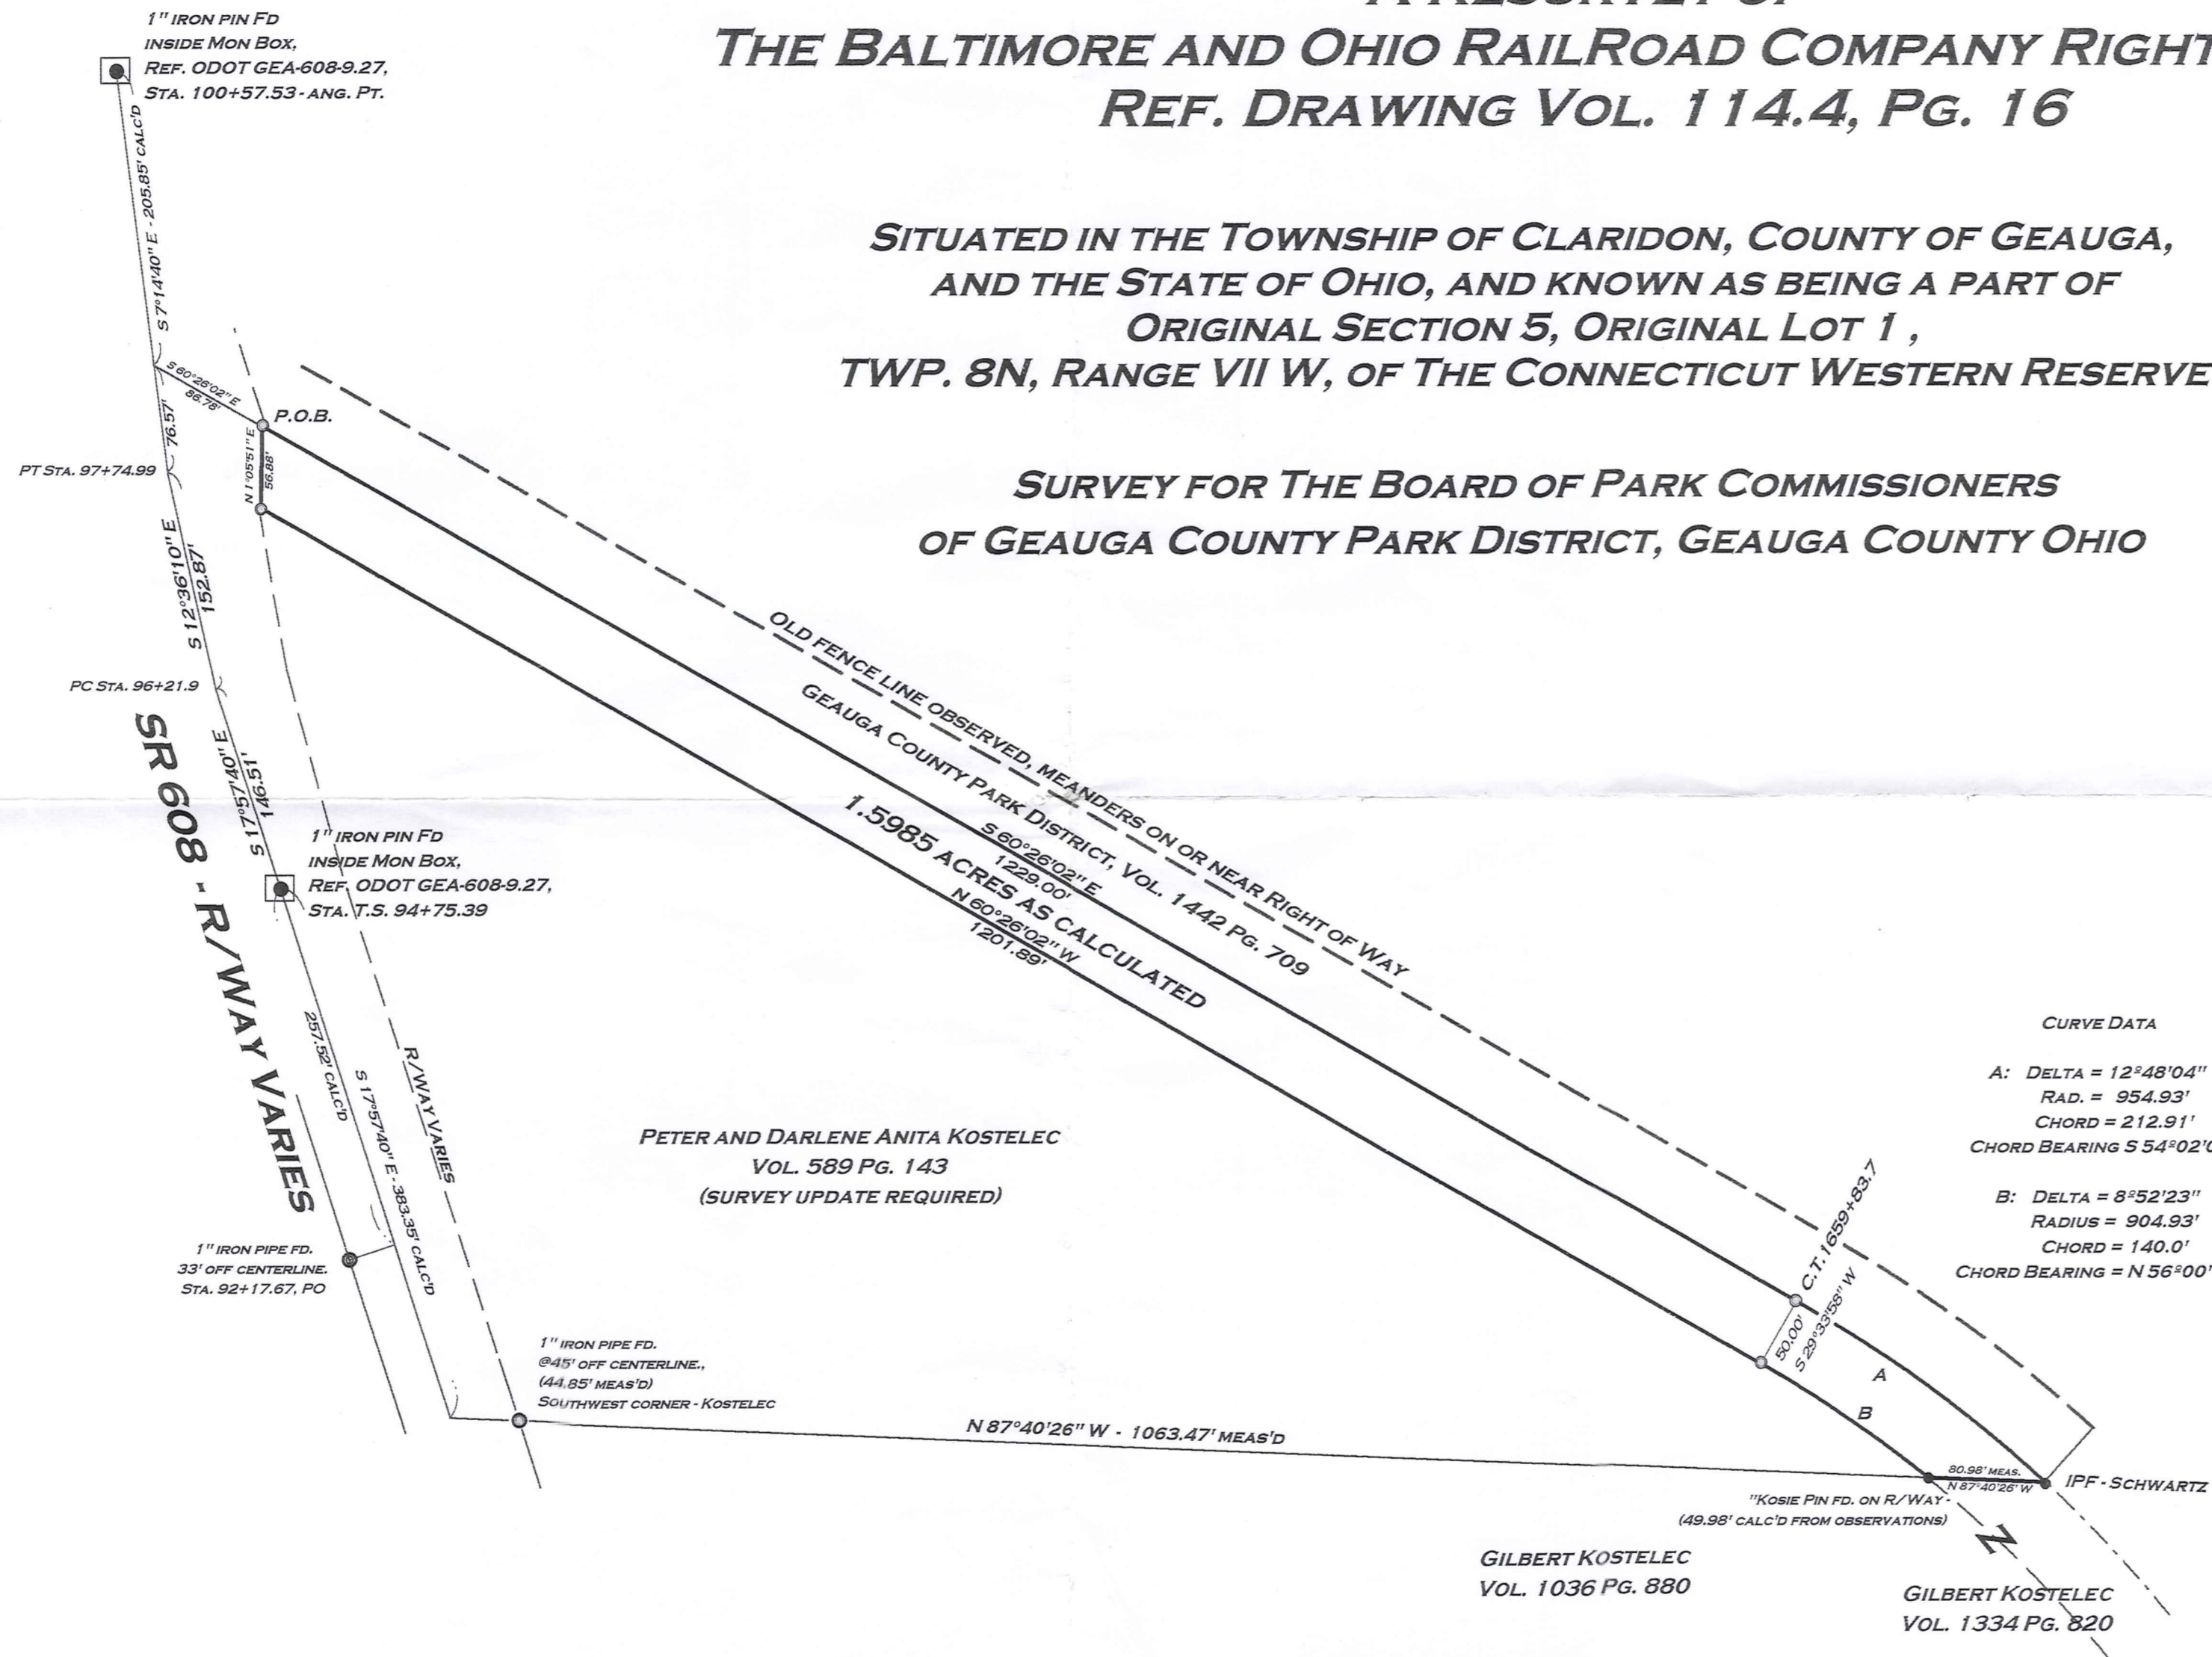 THE BALTIMORE AND OHIO RAILROAD COMPANY RIGHT
REF. DRAWING VOL. 114.4, PG. 16
SITUATED IN THE TOWNSHIP OF CLARIDON, COUNTY OF GEAUGA,
AND THE STATE OF OHIO, AND KNOWN AS BEING A PART OF
ORIGINAL SECTION 5, ORIGINAL LOT 1 ,
TWP. 8N, RANGE VII W, OF THE CONNECTICUT WESTERN RESERVE
SURVEY FOR THE BOARD OF PARK COMMISSIONERS
OF GEAUGA COUNTY PARK DISTRICT, GEAUGA COUNTY OHIO
1" IRON PIN FD
INSIDE MON BOX,
REF. ODOT GEA-608-9.27,
STA. 100+57.53 - ANG. PT.
S 7°14'40" E - 205.85' CALC'D
S 60°26'02" E
86.78'
P.O.B.
76.57'
N 1°05'51" E
56.88'
PT STA. 97+74.99
S 12°36'10" E
152.87'
PC STA. 96+21.9
S 17°57'40" E
146.51'
SR 608 - R/WAY VARIES
1" IRON PIN FD
INSIDE MON BOX,
REF. ODOT GEA-608-9.27,
STA. T.S. 94+75.39
OLD FENCE LINE OBSERVED, MEANDERS ON OR NEAR RIGHT OF WAY
GEAUGA COUNTY PARK DISTRICT, VOL. 1442 PG. 709
S 60°26'02" E
1229.00'
1.5985 ACRES AS CALCULATED
N 60°26'02" W
1201.89'
257.52' CALC'D
S 17°57'40" E - 383.35' CALC'D
R/WAY VARIES
PETER AND DARLENE ANITA KOSTELEC
VOL. 589 PG. 143
(SURVEY UPDATE REQUIRED)
CURVE DATA
A: DELTA = 12º48'04"
RAD. = 954.93'
CHORD = 212.91'
CHORD BEARING S 54º02'0
B: DELTA = 8º52'23"
RADIUS = 904.93'
CHORD = 140.0'
CHORD BEARING = N 56º00'
C.T. 1659+83.7
50.00'
S 29°33'58" W
A
B
1" IRON PIPE FD.
33' OFF CENTERLINE.
STA. 92+17.67, PO
1" IRON PIPE FD.
@45' OFF CENTERLINE.,
(44.85' MEAS'D)
SOUTHWEST CORNER - KOSTELEC
N 87°40'26" W - 1063.47' MEAS'D
80.98' MEAS.
N 87°40'26' W
IPF - SCHWARTZ
"KOSIE PIN FD. ON R/WAY -
(49.98' CALC'D FROM OBSERVATIONS)
N
GILBERT KOSTELEC
VOL. 1036 PG. 880
GILBERT KOSTELEC
VOL. 1334 PG. 820